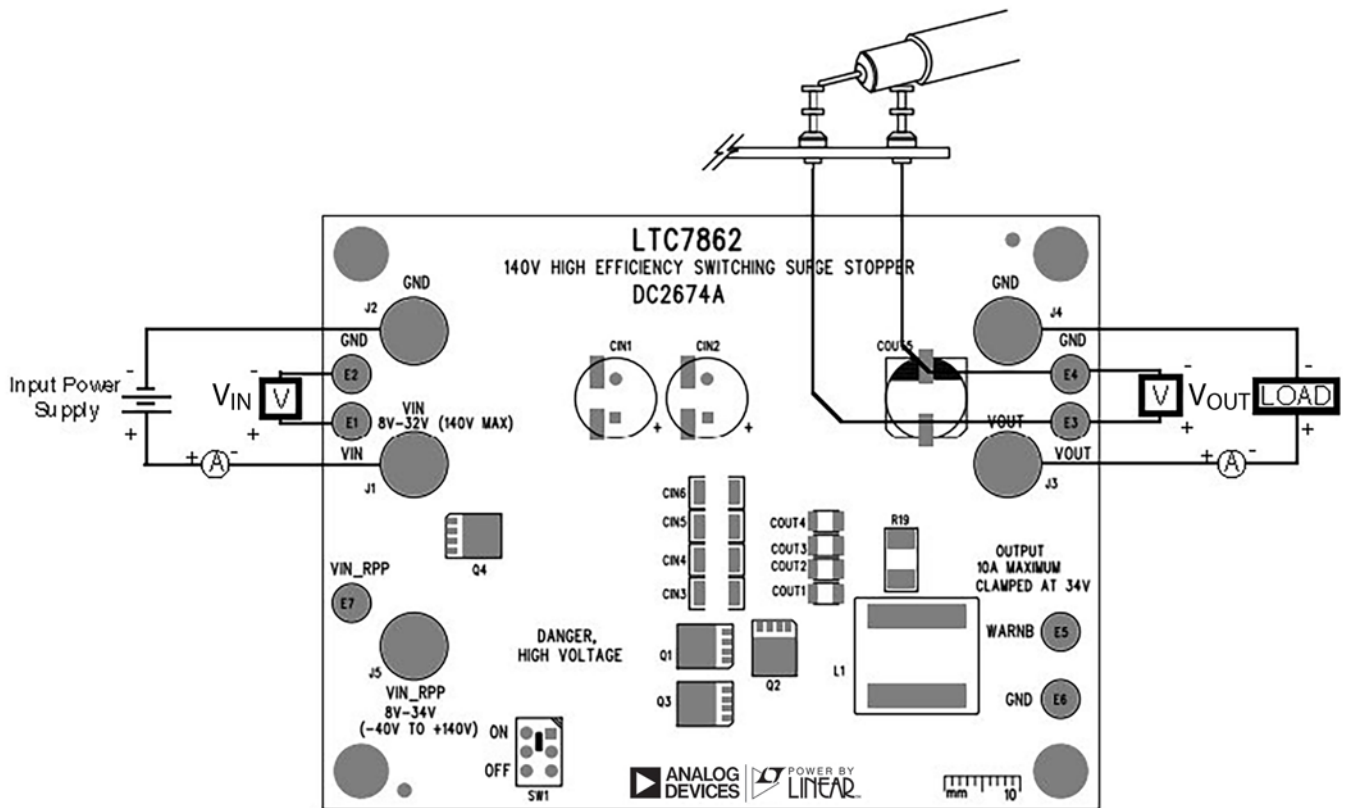 LTC7862
140V HIGH EFFICIENCY SWITCHING SURGE STOPPER
DC2674A
GND
J2
GND
E2
E1
VIN
8V-32V (140V MAX)
VIN
J1
Input Power
Supply
-
+
VIN
V
-
+
+ A -
CIN1
+
CIN2
+
COUT5
GND
J4
GND
E4
E3
VOUT
VOUT
J3
V
-
+
VOUT
LOAD
-
+
+ A -
CIN6
CIN5
CIN4
CIN3
COUT4
COUT3
COUT2
COUT1
R19
OUTPUT
10A MAXIMUM
CLAMPED AT 34V
Q4
VIN_RPP
E7
J5
VIN_RPP
8V-34V
(-40V TO +140V)
DANGER,
HIGH VOLTAGE
Q1
Q2
Q3
L1
WARNB
E5
GND
E6
ON
OFF
SW1
ANALOG
DEVICES
LT
POWER BY
LINEAR™
mm 10